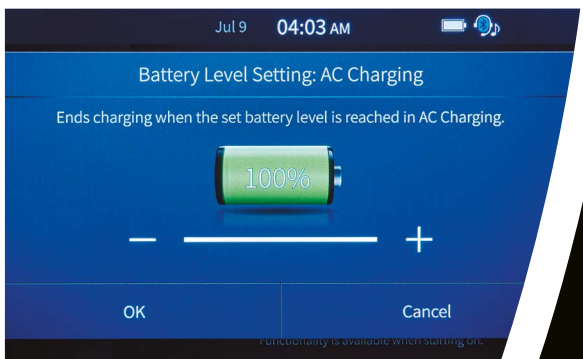 Jul 9 04:03 AM
Battery Level Setting: AC Charging
Ends charging when the set battery level is reached in AC Charging.
100%
OK Cancel
Functionality is available when starting on.